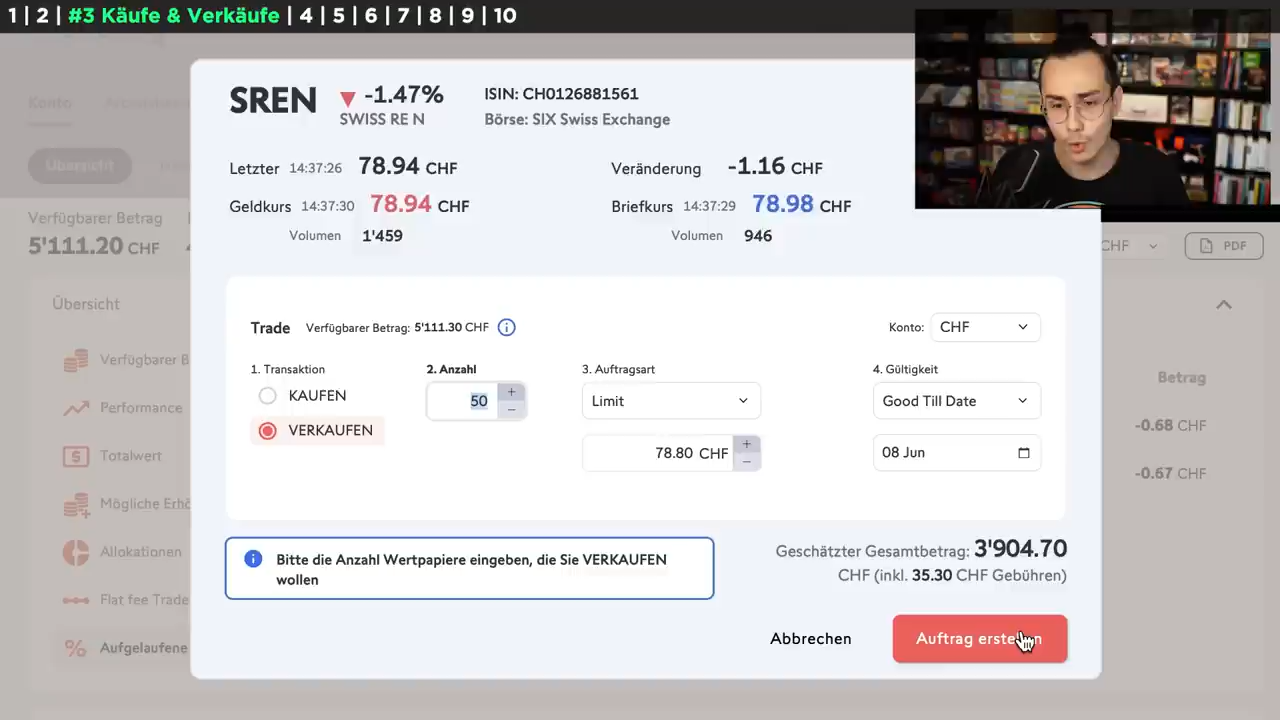 1 | 2 | #3 Käufe & Verkäufe | 4 | 5 | 6 | 7 | 8 | 9 | 10
SREN
-1.47%
SWISS RE N
ISIN: CH0126881561
Börse: SIX Swiss Exchange
Letzter 14:37:26 78.94 CHF
Veränderung -1.16 CHF
Geldkurs 14:37:30 78.94 CHF
Briefkurs 14:37:29 78.98 CHF
Volumen 1'459
Volumen 946
Konto
Übersicht
Verfügbarer Betrag
5'111.20 CHF
CHF
PDF
Übersicht
Verfügbarer B
Performance
Totalwert
Mögliche Erhö
Allokationen
Flat fee Trade
Aufgelaufene
Betrag
-0.68 CHF
-0.67 CHF
Trade Verfügbarer Betrag: 5'111.30 CHF
Konto: CHF
1. Transaktion
KAUFEN
VERKAUFEN
2. Anzahl
50
3. Auftragsart
Limit
78.80 CHF
4. Gültigkeit
Good Till Date
08 Jun
Bitte die Anzahl Wertpapiere eingeben, die Sie VERKAUFEN
wollen
Geschätzter Gesamtbetrag: 3'904.70
CHF (inkl. 35.30 CHF Gebühren)
Abbrechen
Auftrag erste n